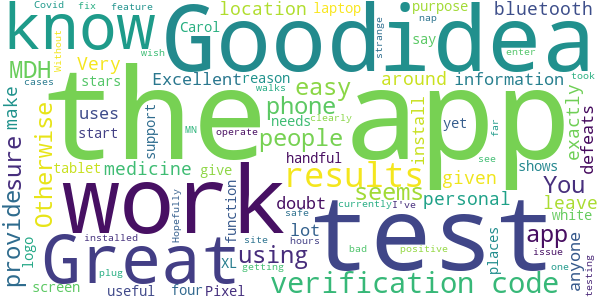 Covid fix feature
Carol
know
Good idea
location laptop purpose
bluetooth
nap say strange
enter
MDH Very stars
Without wish cases
Excellent reason around information took
walks
the app
uses start make
easy phone people needs
support MN operate clearly
yet far see
exactly defeats
install shows
Otherwise
sure
provide
tablet medicine give
handful
results
seems
given
You
work
doubt
personal
leave
test
white
logo
Hopefully function
currently I've
safe
Great
installed
using
lot
site hours
app
places
anyone
issue one
screen plug useful four XL Pixel
getting
verification code
bad positive
testing